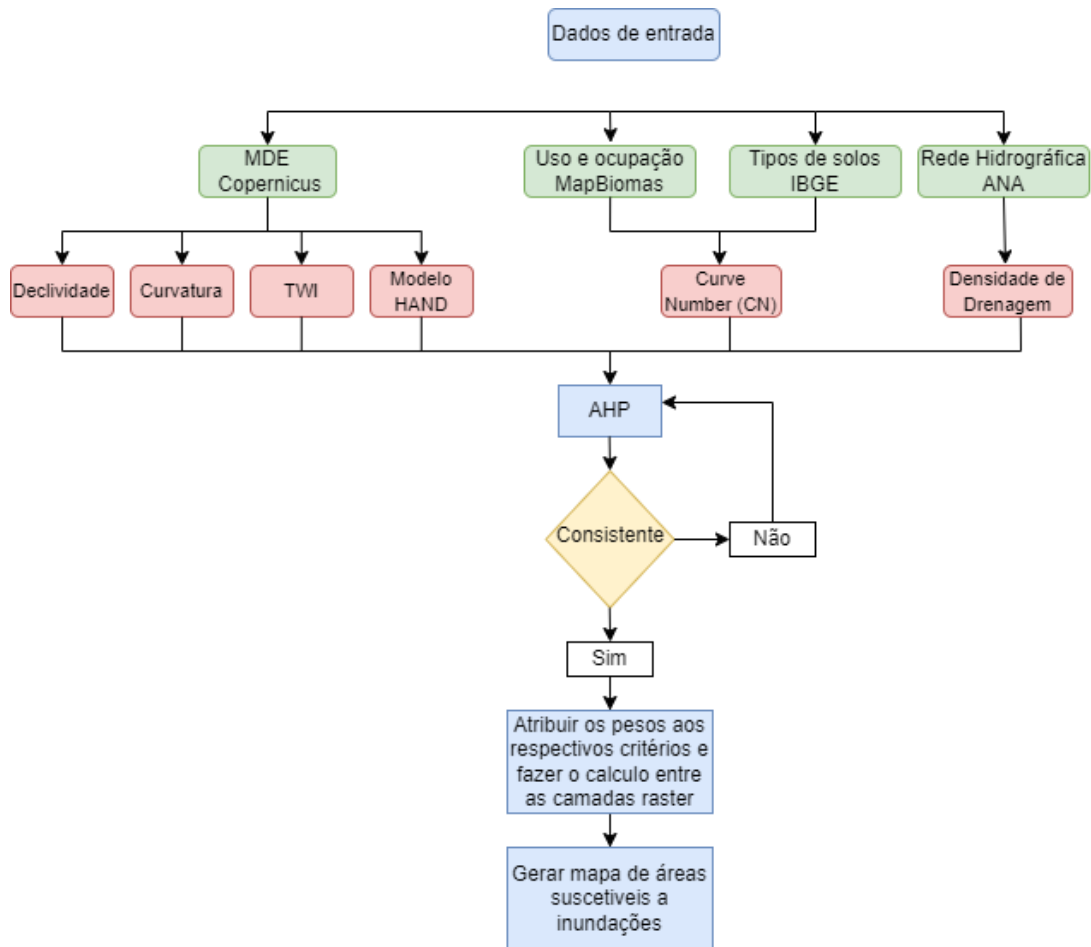 Dados de entrada
MDE
Copernicus
Uso e ocupação
MapBiomas
Tipos de solos
IBGE
Rede Hidrográfica
ANA
Declividade
Curvatura
TWI
Modelo
HAND
Curve
Number (CN)
Densidade de
Drenagem
AHP
Consistente
Não
Sim
Atribuir os pesos aos
respectivos critérios e
fazer o calculo entre
as camadas raster
Gerar mapa de áreas
suscetiveis a
inundações